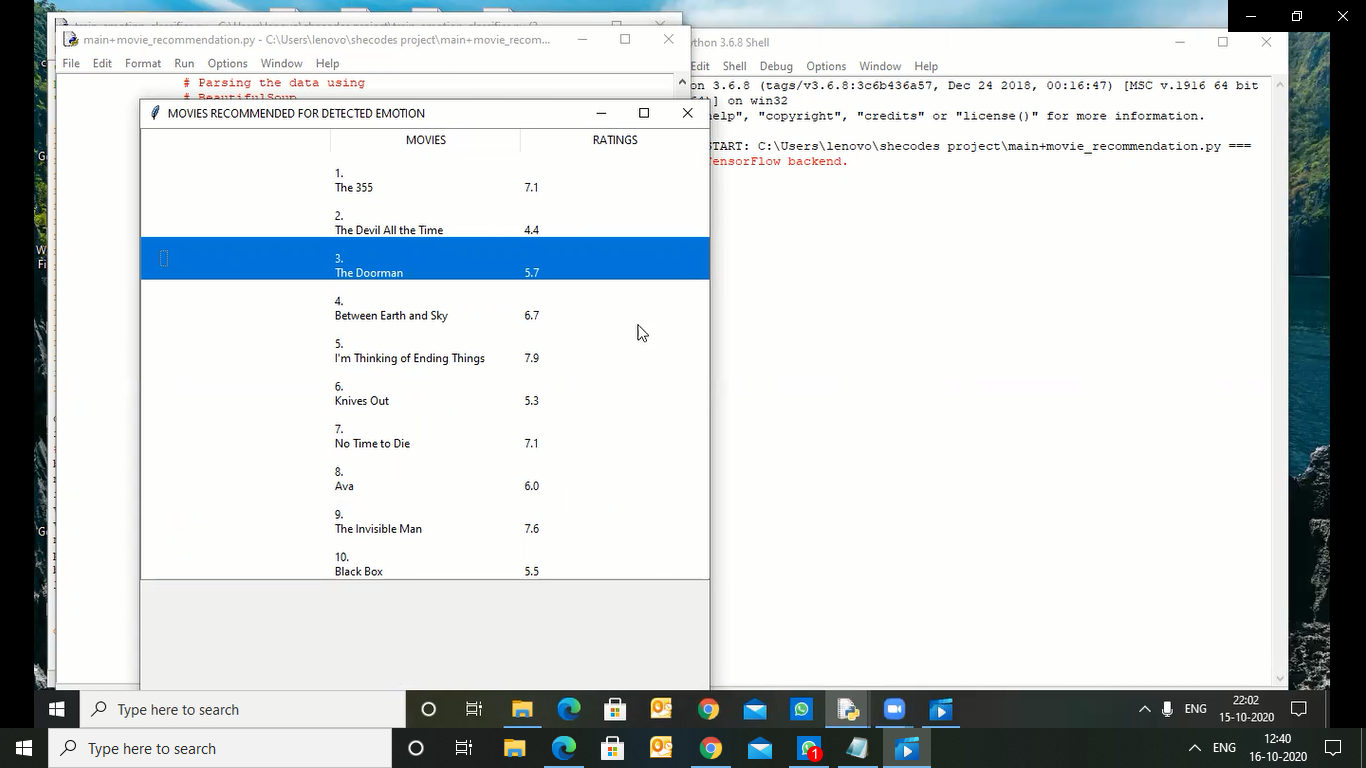 main+movie_recommendation.py - C:\Users\lenovo\shecodes project\main+movie_recom...
File Edit Format Run Options Window Help
# Parsing the data using
# BeautifulSoup
MOVIES RECOMMENDED FOR DETECTED EMOTION
MOVIES RATINGS
1.
The 355 7.1
2.
The Devil All the Time 4.4
3.
The Doorman 5.7
4.
Between Earth and Sky 6.7
5.
I'm Thinking of Ending Things 7.9
6.
Knives Out 5.3
7.
No Time to Die 7.1
8.
Ava 6.0
9.
The Invisible Man 7.6
10.
Black Box 5.5
ython 3.6.8 Shell
Edit Shell Debug Options Window Help
on 3.6.8 (tags/v3.6.8:3c6b436a57, Dec 24 2018, 00:16:47) [MSC v.1916 64 bit
] on win32
help", "copyright", "credits" or "license()" for more information.
START: C:\Users\lenovo\shecodes project\main+movie_recommendation.py ===
TensorFlow backend.
Type here to search
ENG
22:02
15-10-2020
Type here to search
1
ENG
12:40
16-10-2020